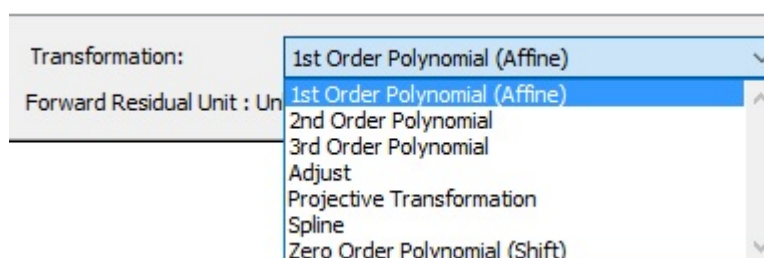 Transformation: 1st Order Polynomial (Affine)
Forward Residual Unit : Un 1st Order Polynomial (Affine)
2nd Order Polynomial
3rd Order Polynomial
Adjust
Projective Transformation
Spline
Zero Order Polynomial (Shift)